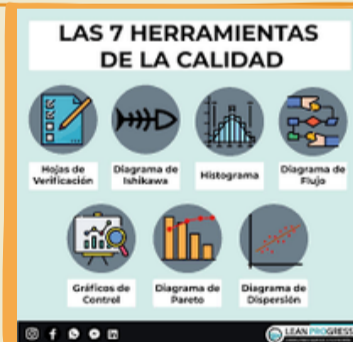 LAS 7 HERRAMIENTAS
DE LA CALIDAD
Hojas de
Verificación
Diagrama de
Ishikawa
Histograma
Diagrama de
Flujo
Gráficos de
Control
Diagrama de
Pareto
Diagrama de
Dispersión
LEAN PROGRESS